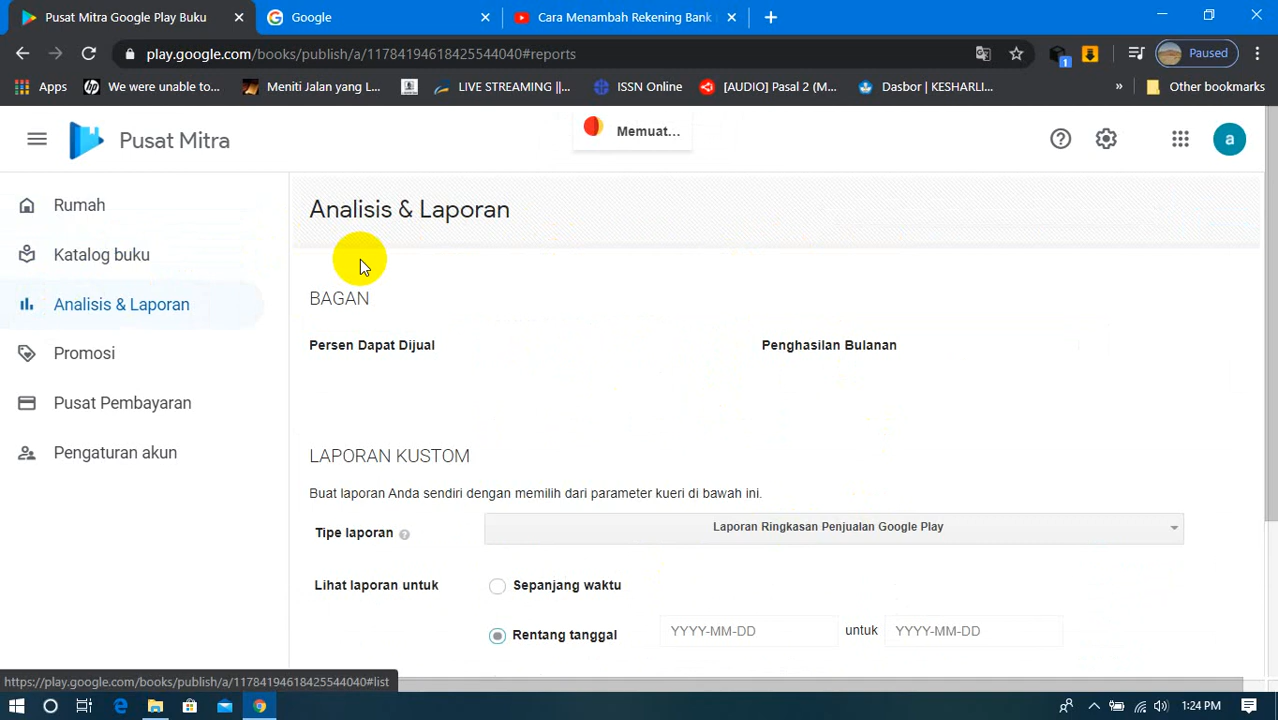 Pusat Mitra Google Play Buku
Google
Cara Menambah Rekening Bank
play.google.com/books/publish/a/11784194618425544040#reports
Paused
Apps
We were unable to...
Meniti Jalan yang L...
LIVE STREAMING ||...
ISSN Online
[AUDIO] Pasal 2 (M...
Dasbor | KESHARLI...
»
Other bookmarks
1
Pusat Mitra
Memuat...
a
Rumah
Katalog buku
Analisis & Laporan
Promosi
Pusat Pembayaran
Pengaturan akun
Analisis & Laporan
BAGAN
Persen Dapat Dijual
Penghasilan Bulanan
LAPORAN KUSTOM
Buat laporan Anda sendiri dengan memilih dari parameter kueri di bawah ini.
Tipe laporan ?
Laporan Ringkasan Penjualan Google Play
Lihat laporan untuk
Sepanjang waktu
Rentang tanggal
YYYY-MM-DD
untuk
YYYY-MM-DD
https://play.google.com/books/publish/a/11784194618425544040#list
1:24 PM